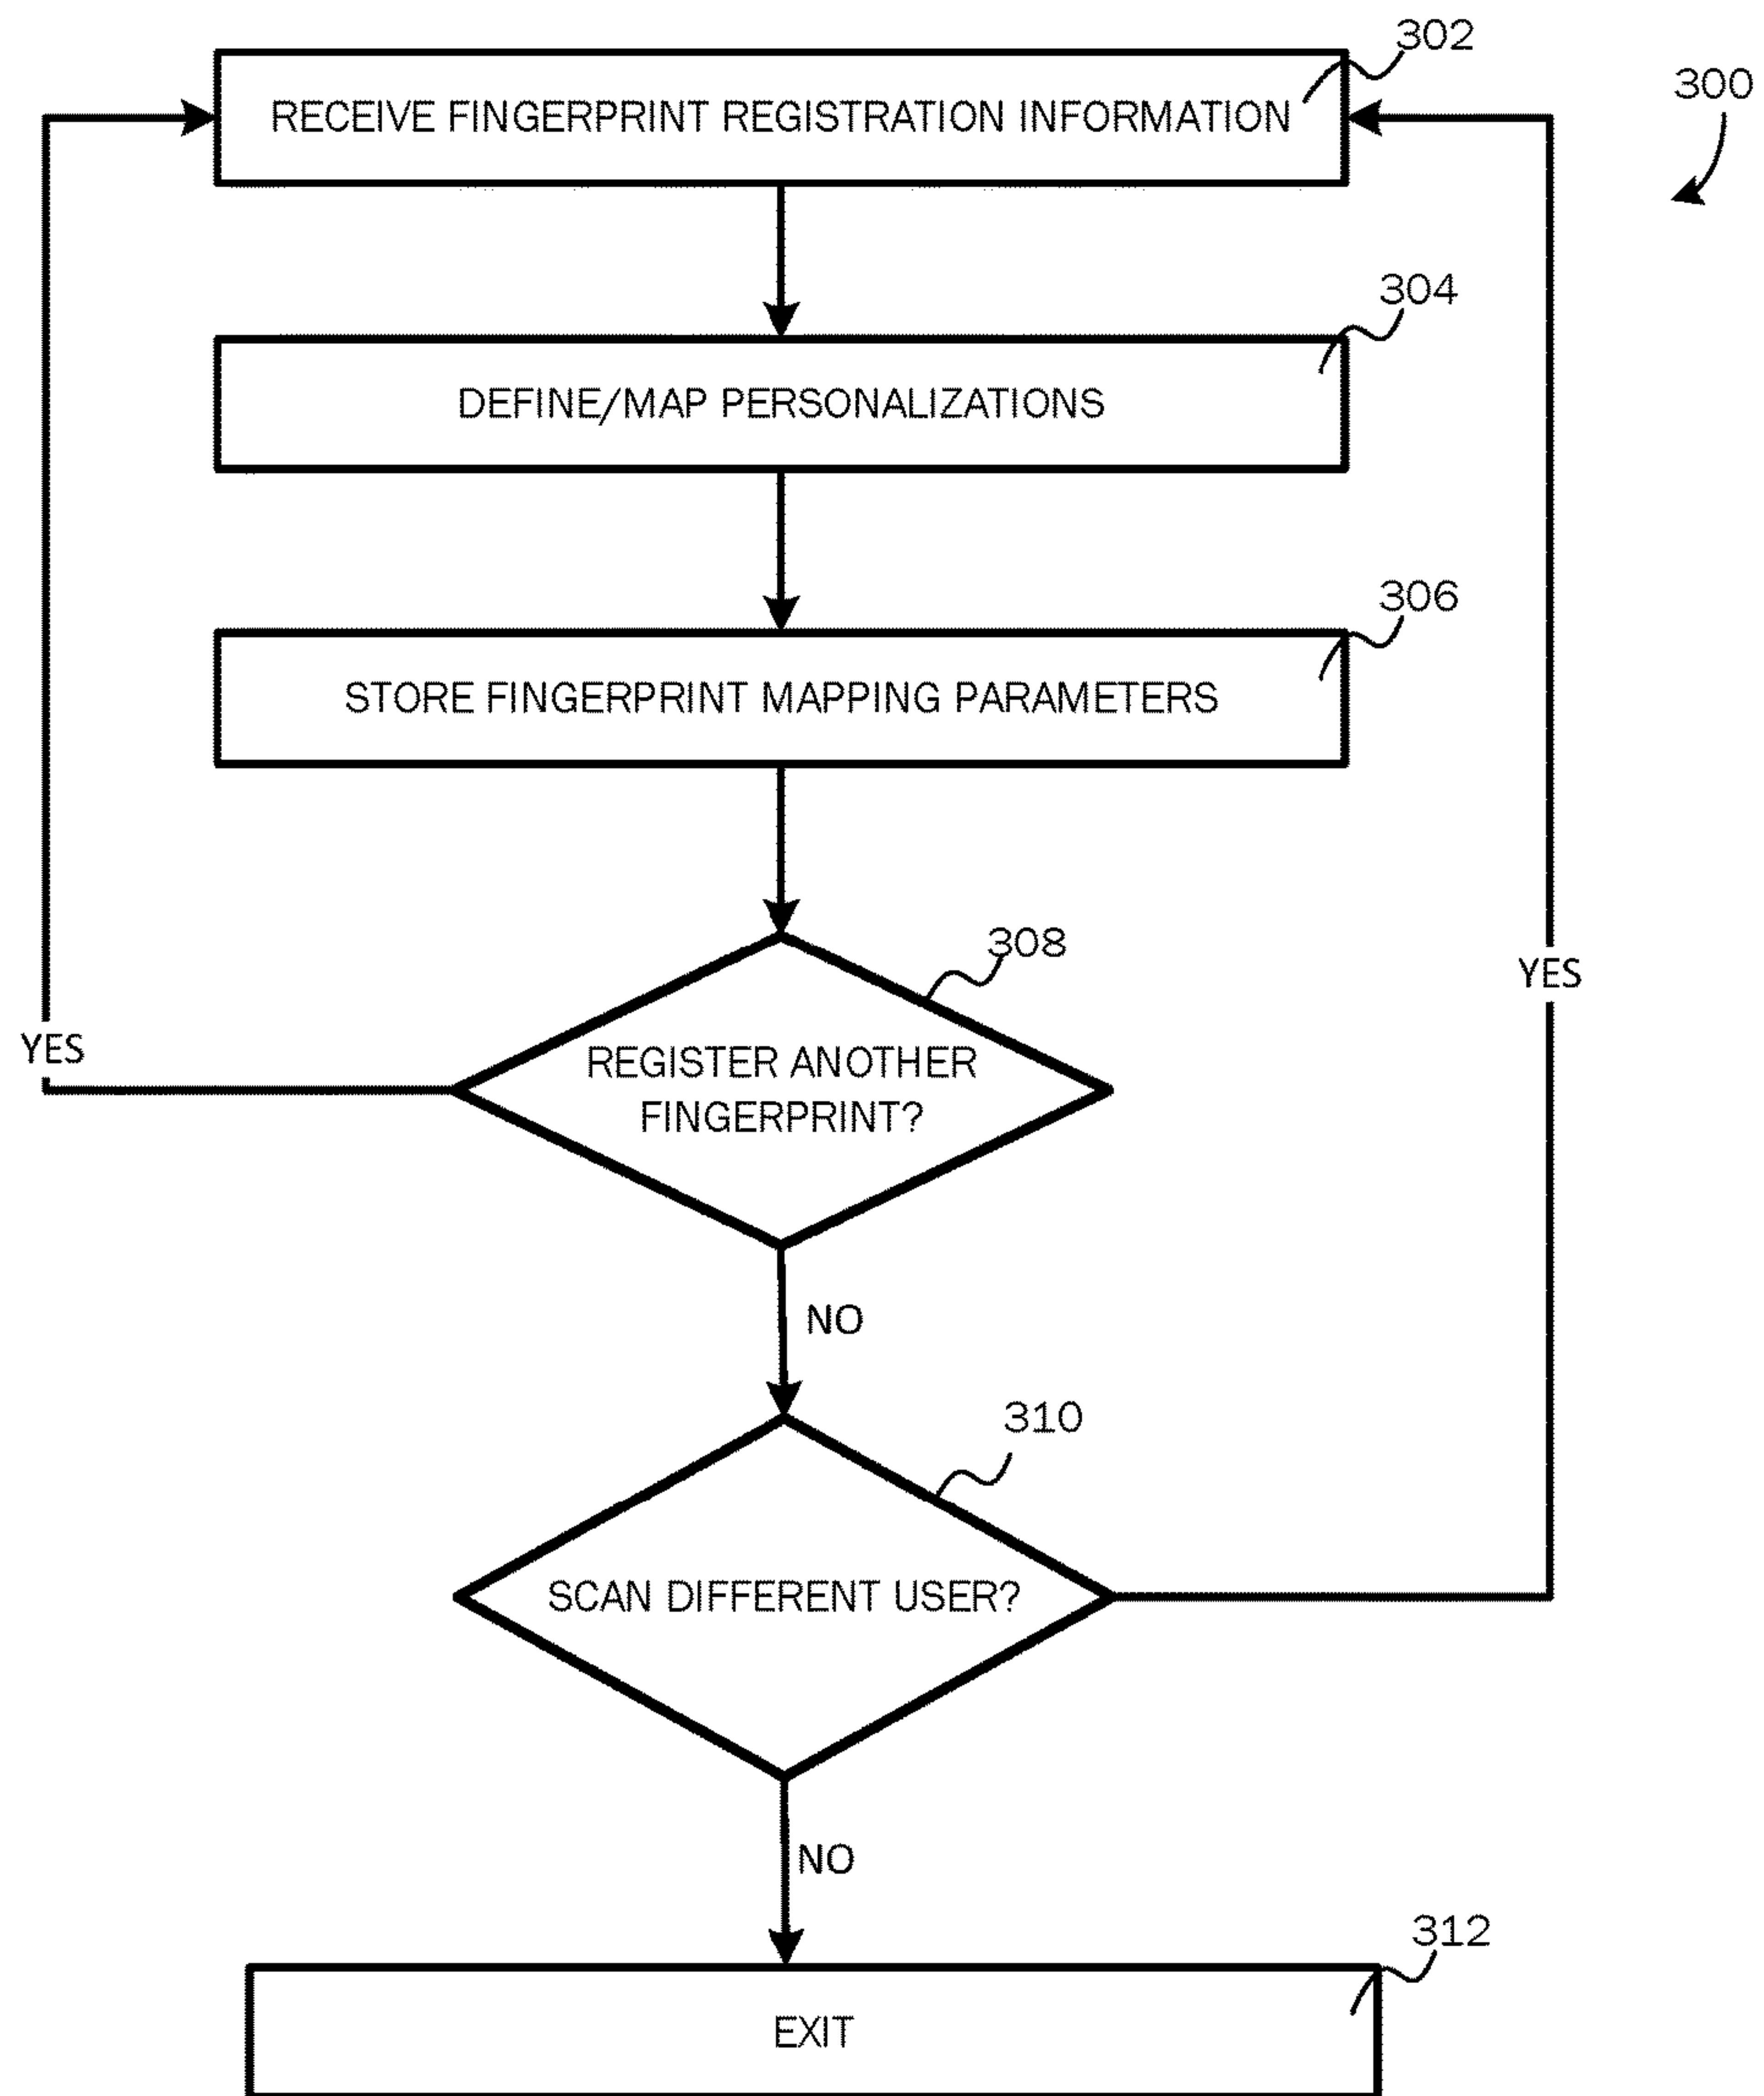 302
300
RECEIVE FINGERPRINT REGISTRATION INFORMATION
304
DEFINE/MAP PERSONALIZATIONS
306
STORE FINGERPRINT MAPPING PARAMETERS
308
YES
YES
REGISTER ANOTHER
FINGERPRINT?
NO
310
SCAN DIFFERENT USER?
NO
312
EXIT